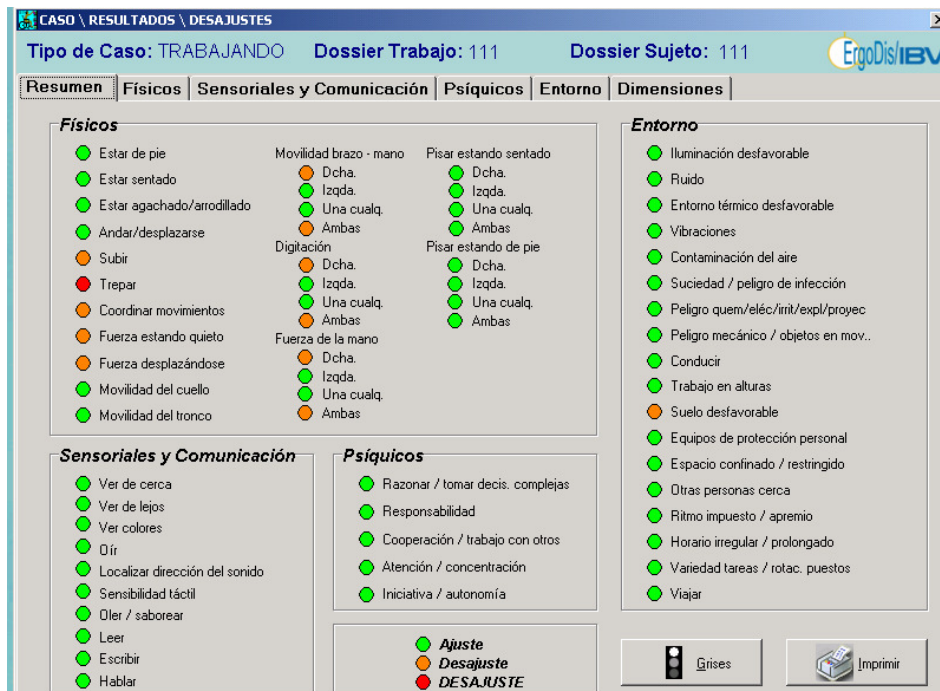 CASO \ RESULTADOS \ DESAJUSTES
Tipo de Caso: TRABAJANDO Dossier Trabajo: 111 Dossier Sujeto: 111
ErgoDis/IBV
Resumen Físicos Sensoriales y Comunicación Psíquicos Entorno Dimensiones
Físicos
Estar de pie
Estar sentado
Estar agachado/arrodillado
Andar/desplazarse
Subir
Trepar
Coordinar movimientos
Fuerza estando quieto
Fuerza desplazándose
Movilidad del cuello
Movilidad del tronco
Movilidad brazo - mano
Dcha.
Izqda.
Una cualq.
Ambas
Digitación
Dcha.
Izqda.
Una cualq.
Ambas
Fuerza de la mano
Dcha.
Izqda.
Una cualq.
Ambas
Pisar estando sentado
Dcha.
Izqda.
Una cualq.
Ambas
Pisar estando de pie
Dcha.
Izqda.
Una cualq.
Ambas
Entorno
Iluminación desfavorable
Ruido
Entorno térmico desfavorable
Vibraciones
Contaminación del aire
Suciedad / peligro de infección
Peligro quem/eléc/irrit/expl/proyec
Peligro mecánico / objetos en mov..
Conducir
Trabajo en alturas
Suelo desfavorable
Equipos de protección personal
Espacio confinado / restringido
Otras personas cerca
Ritmo impuesto / apremio
Horario irregular / prolongado
Variedad tareas / rotac. puestos
Viajar
Sensoriales y Comunicación
Ver de cerca
Ver de lejos
Ver colores
Oír
Localizar dirección del sonido
Sensibilidad táctil
Oler / saborear
Leer
Escribir
Hablar
Psíquicos
Razonar / tomar decis. complejas
Responsabilidad
Cooperación / trabajo con otros
Atención / concentración
Iniciativa / autonomía
Ajuste
Desajuste
DESAJUSTE
Grises
Imprimir